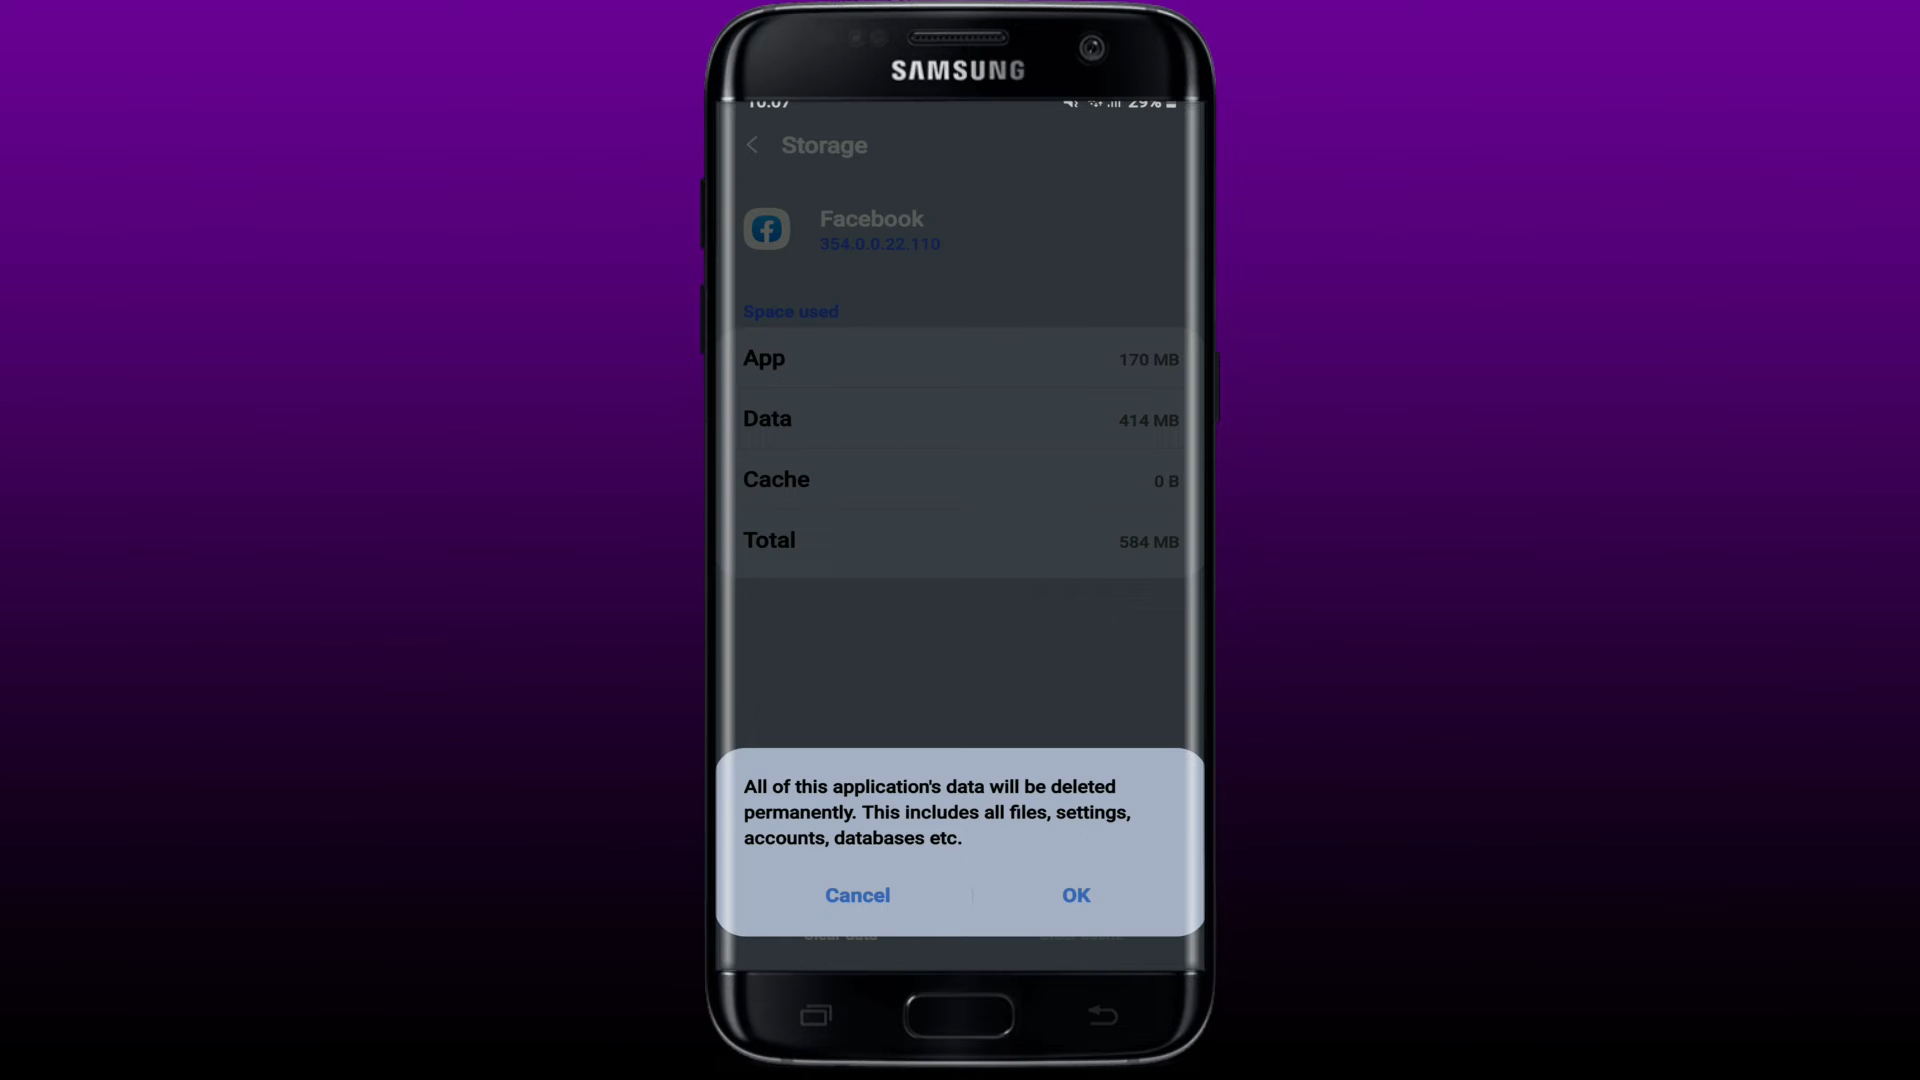 SAMSUNG
Storage
Facebook
354.0.0.22.110
Space used
App 170 MB
Data 414 MB
Cache 0 B
Total 584 MB
All of this application's data will be deleted
permanently. This includes all files, settings,
accounts, databases etc.
Cancel OK